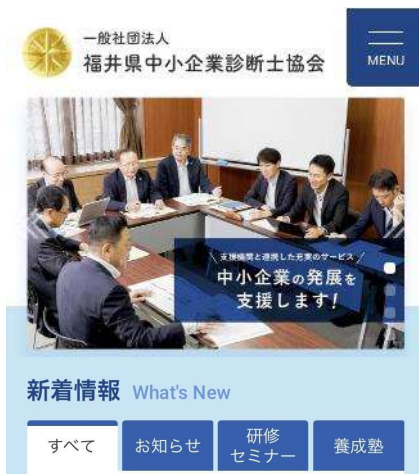 一般社団法人
福井県中小企業診断士協会
MENU
支援機関と連携した充実のサービス
中小企業の発展を
支援します!
新着情報 What's New
すべて
お知らせ
研修
セミナー
養成塾